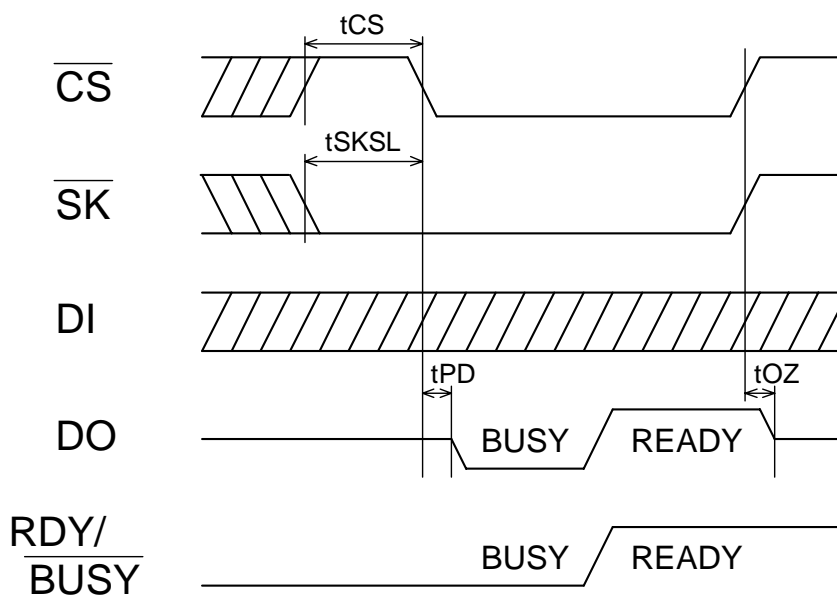 tCS
CS
tSKSL
SK
DI
tPD
tOZ
DO
BUSY
READY
RDY/
BUSY
BUSY
READY